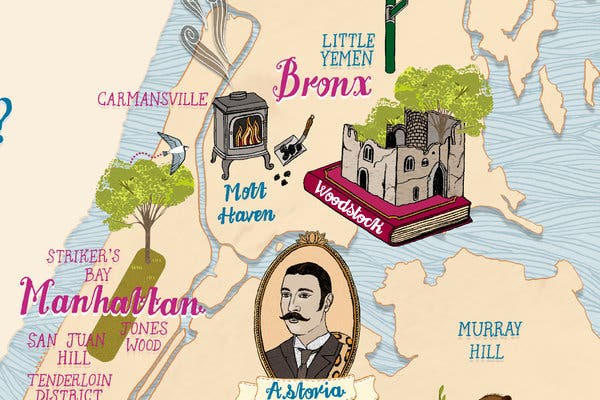 LITTLE
YEMEN
Bronx
CARMANSVILLE
?
Mott
Haven
Woodstock
STRIKER'S
BAY
Manhattan
SAN JUAN
HILL
JONES
WOOD
TENDERLOIN
DISTRICT
Astoria
MURRAY
HILL